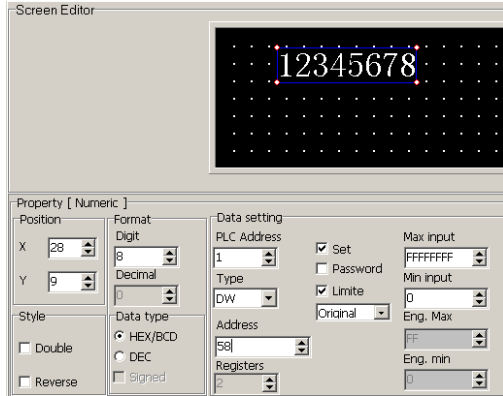 Screen Editor
12345678
Property [ Numeric ]
Position
X 28
Y 9
Style
Double
Reverse
Format
Digit
8
Decimal
0
Data type
HEX/BCD
DEC
Signed
Data setting
PLC Address
1
Type
DW
Address
58
Registers
2
Set
Password
Limite
Original
Max input
FFFFFFFF
Min input
0
Eng. Max
FF
Eng. min
0